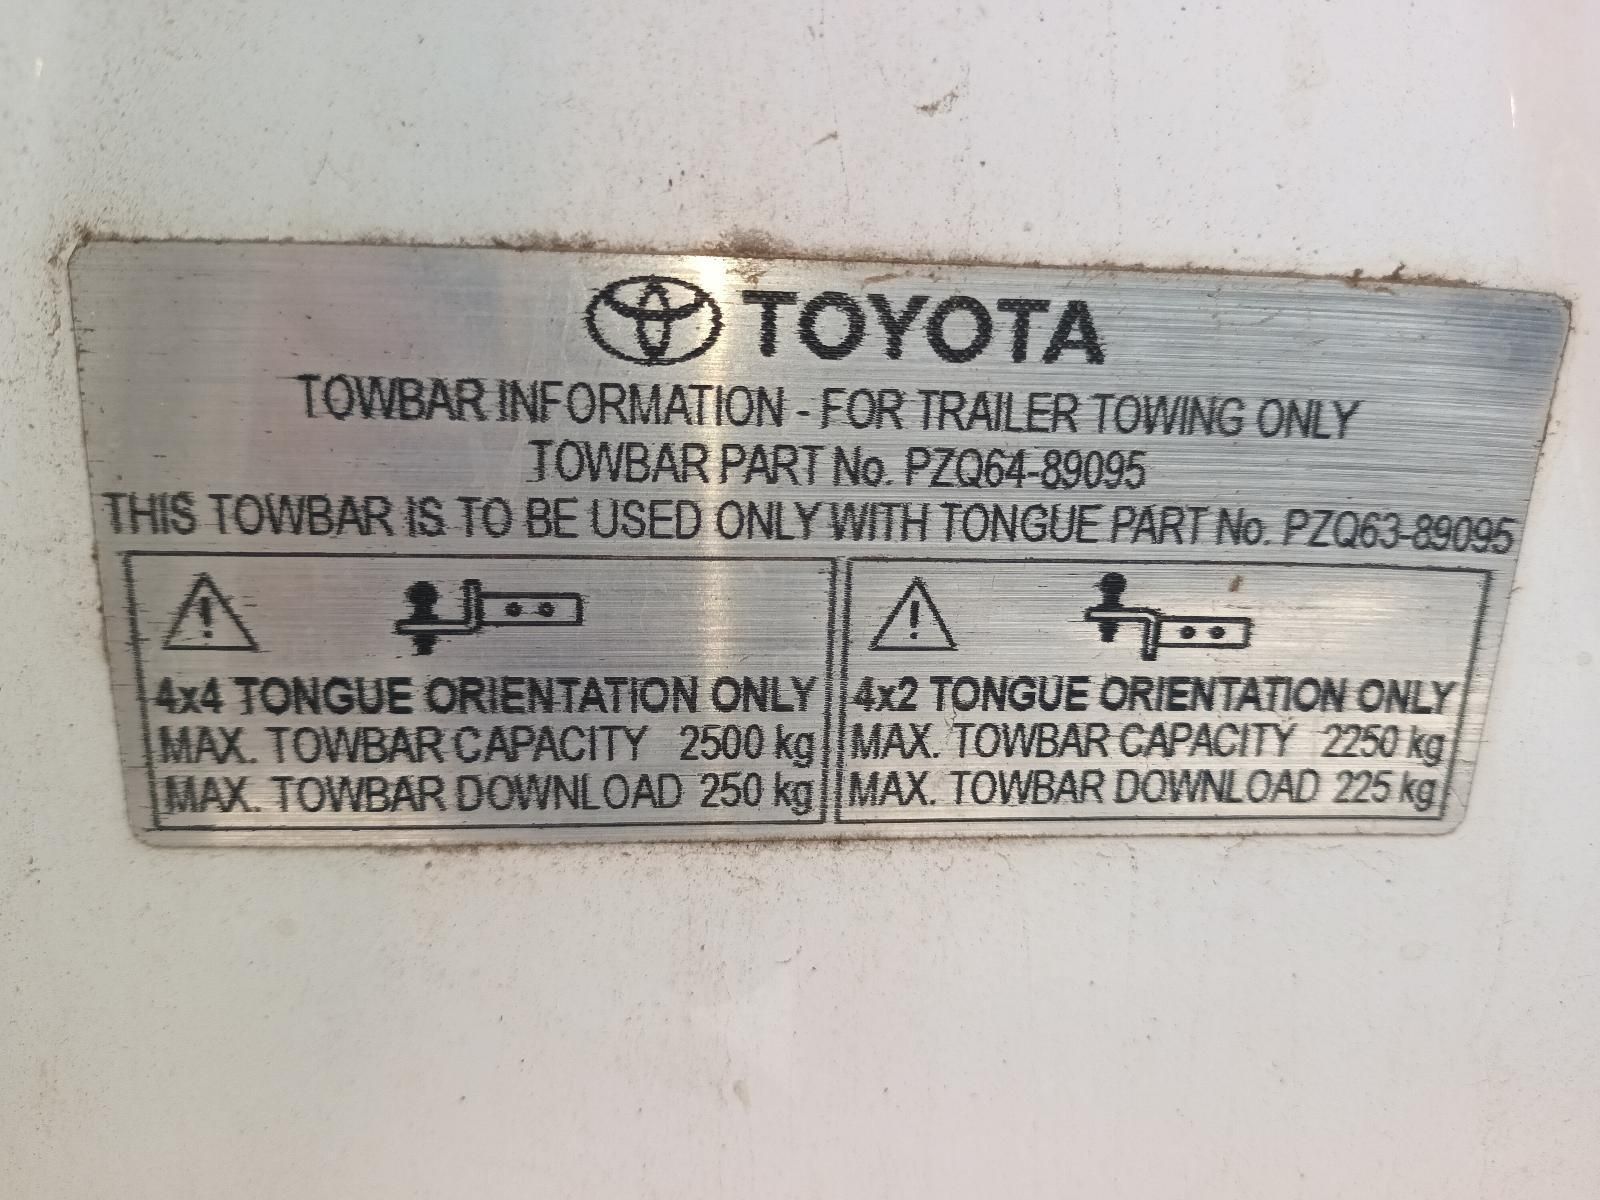 TOYOTA
TOWBAR INFORMATION - FOR TRAILER TOWING ONLY
TOWBAR PART No. PZQ64-89095
THIS TOWBAR IS TO BE USED ONLY WITH TONGUE PART No. PZQ63-89095
4x4 TONGUE ORIENTATION ONLY
MAX. TOWBAR CAPACITY 2500 kg
MAX. TOWBAR DOWNLOAD 250 kg
4x2 TONGUE ORIENTATION ONLY
MAX. TOWBAR CAPACITY 2250 kg
MAX. TOWBAR DOWNLOAD 225 kg